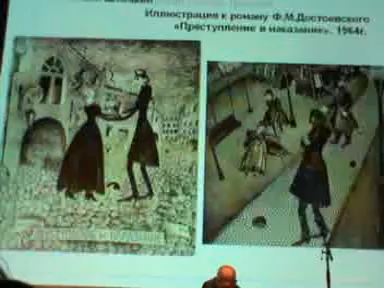 Иллюстрация к роману Ф.М.Достоевского
«Преступление и наказание». 1964г.